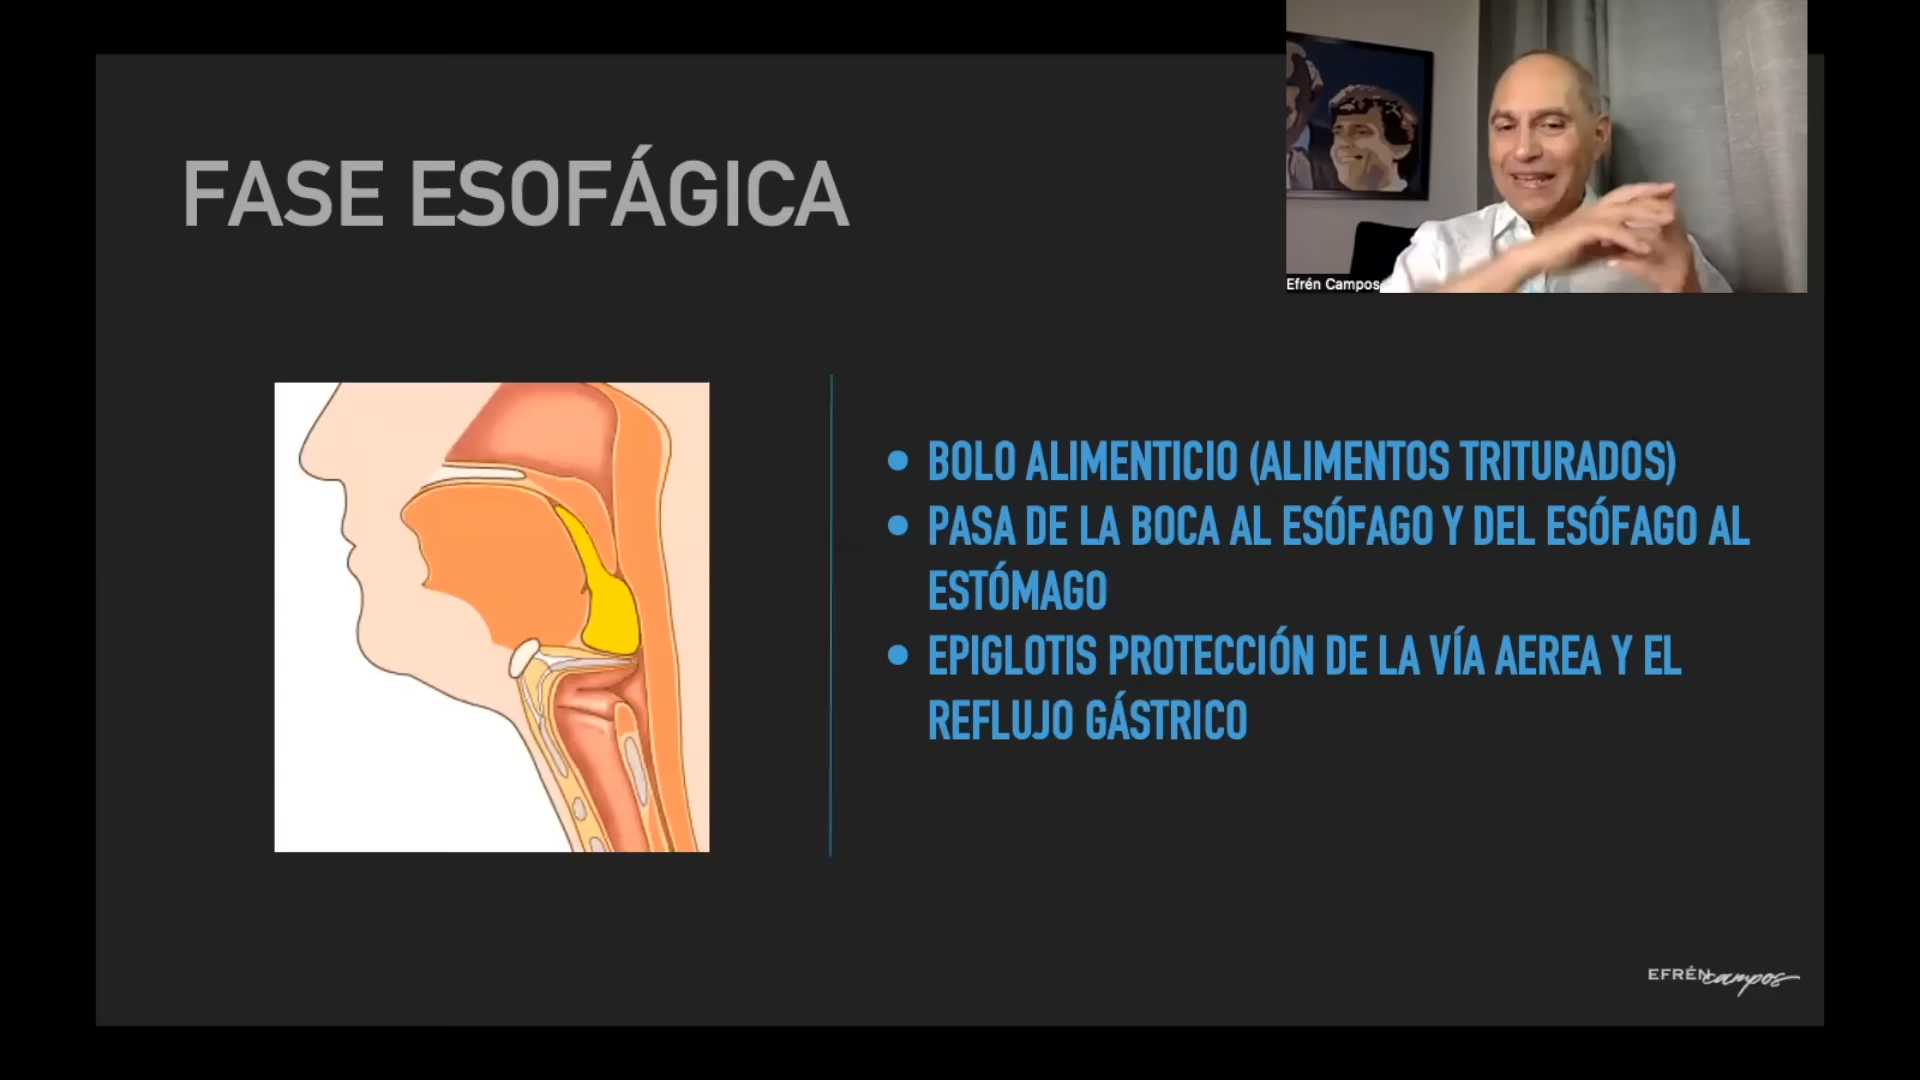 FASE ESOFÁGICA
Efrén Campos
• BOLO ALIMENTICIO (ALIMENTOS TRITURADOS)
• PASA DE LA BOCA AL ESÓFAGO Y DEL ESÓFAGO AL
ESTÓMAGO
• EPIGLOTIS PROTECCIÓN DE LA VÍA AEREA Y EL
REFLUJO GÁSTRICO
EFRÉN campos